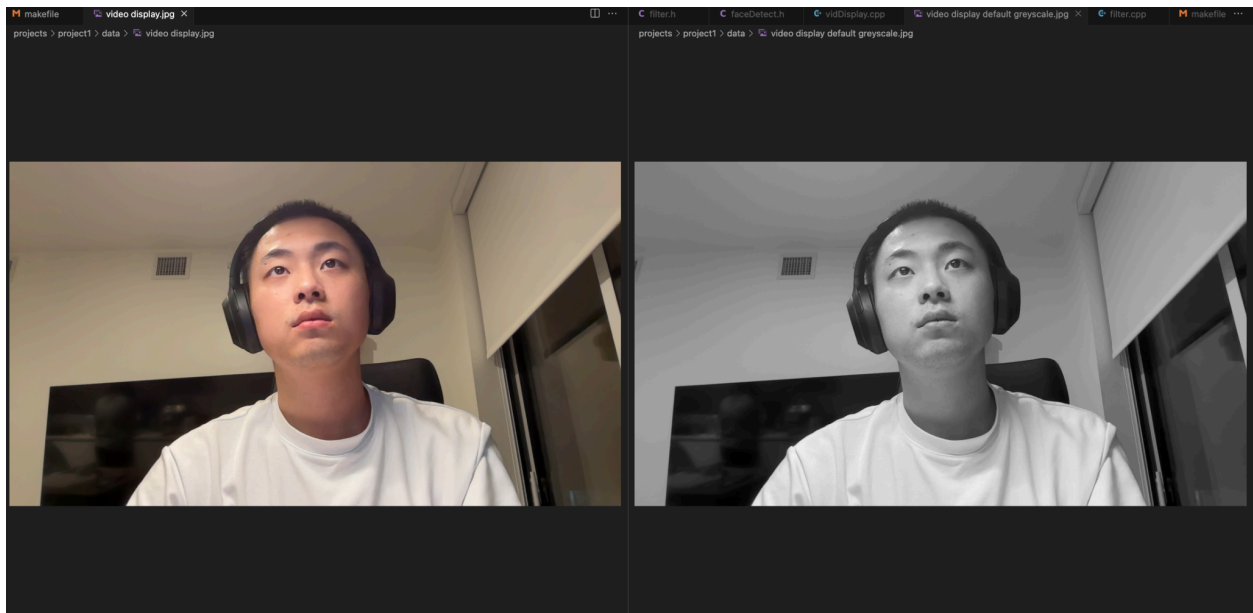 makefile video display.jpg
projects > project1 > data > video display.jpg
filter.h faceDetect.h vidDisplay.cpp video display default greyscale.jpg filter.cpp makefile
projects > project1 > data > video display default greyscale.jpg